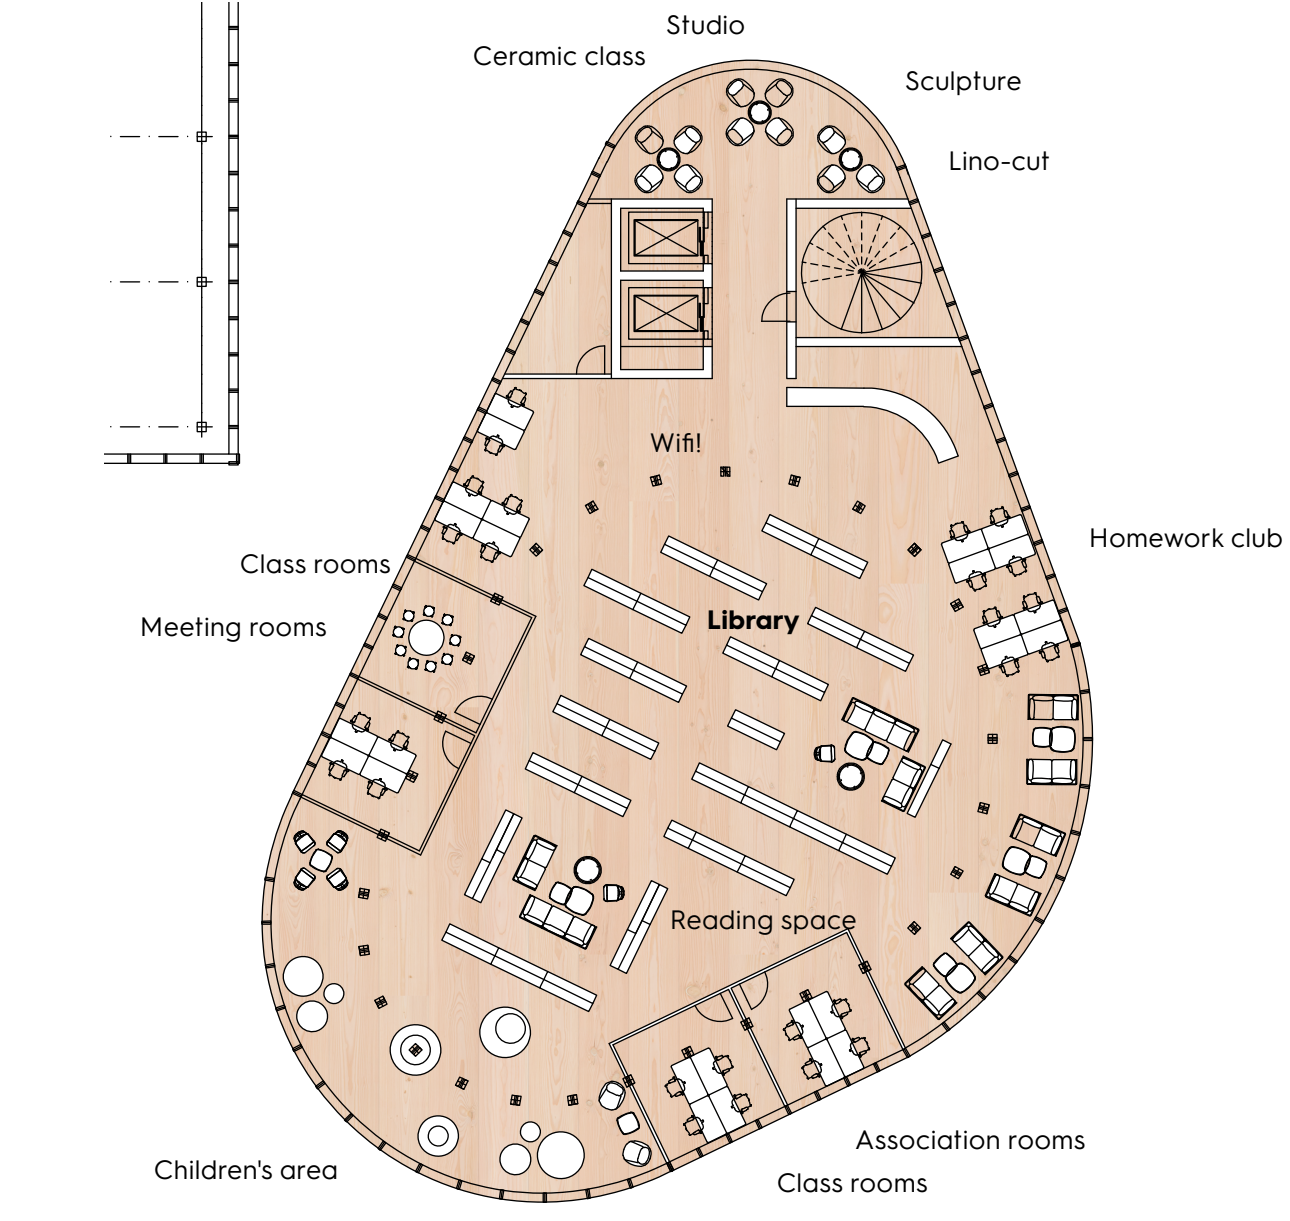 Studio
Ceramic class
Sculpture
Lino-cut
Wifi!
Homework club
Class rooms
Library
Meeting rooms
Reading space
Association rooms
Children's area
Class rooms